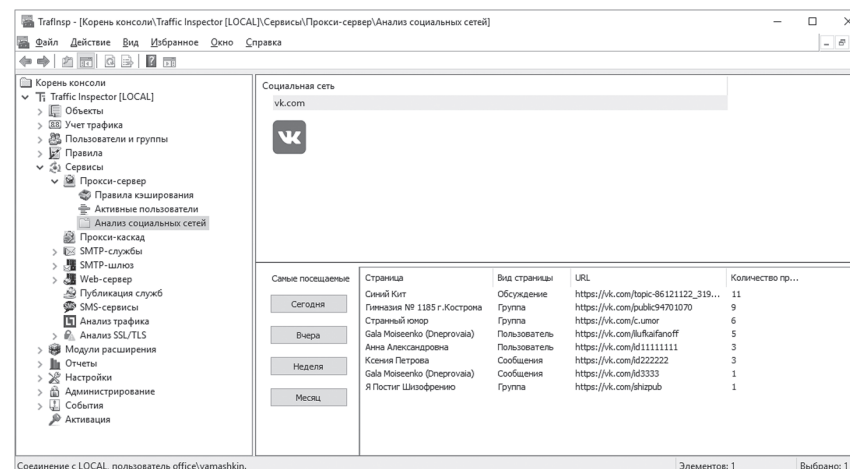 TrafInsp - [Корень консоли\Traffic Inspector [LOCAL]\Сервисы\Прокси-сервер\Анализ социальных сетей]
Файл Действие Вид Избранное Окно Справка
Корень консоли
Traffic Inspector [LOCAL]
Объекты
Учет трафика
Пользователи и группы
Правила
Сервисы
Прокси-сервер
Правила кэширования
Активные пользователи
Анализ социальных сетей
Прокси-каскад
SMTP-службы
SMTP-шлюз
Web-сервер
Публикация служб
SMS-сервисы
Анализ трафика
Анализ SSL/TLS
Модули расширения
Отчеты
Настройки
Администрирование
События
Активация
Социальная сеть
vk.com
Самые посещаемые
Сегодня
Вчера
Неделя
Месяц
Страница Вид страницы URL Количество пр...
Синий Кит Обсуждение https://vk.com/topic-86121122_319... 11
Гимназия № 1185 г.Кострома Группа https://vk.com/public94701070 9
Странный юмор Группа https://vk.com/c.umor 6
Gala Moiseenko (Dneprovaia) Пользователь https://vk.com/ilufkaifanoff 5
Анна Александровна Пользователь https://vk.com/id11111111 3
Ксения Петрова Сообщения https://vk.com/id222222 3
Gala Moiseenko (Dneprovaia) Сообщения https://vk.com/id3333 1
Я Постиг Шизофрению Группа https://vk.com/shizpub 1
Соединение с LOCAL, пользователь office\yamashkin. Элементов: 1 Выбрано: 1